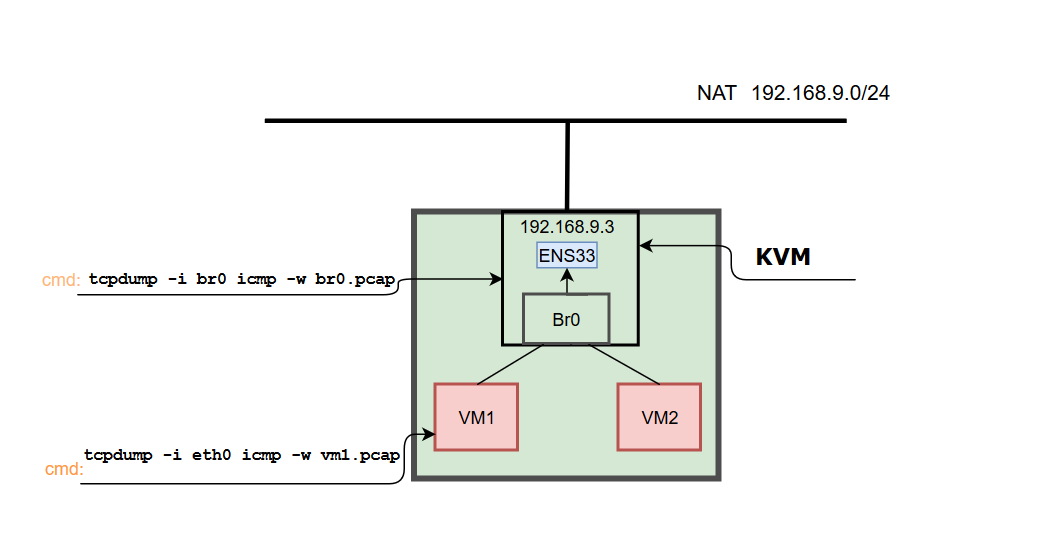 NAT 192.168.9.0/24
192.168.9.3
ENS33
KVM
cmd: tcpdump -i br0 icmp -w br0.pcap
Br0
VM1
VM2
cmd: tcpdump -i eth0 icmp -w vm1.pcap